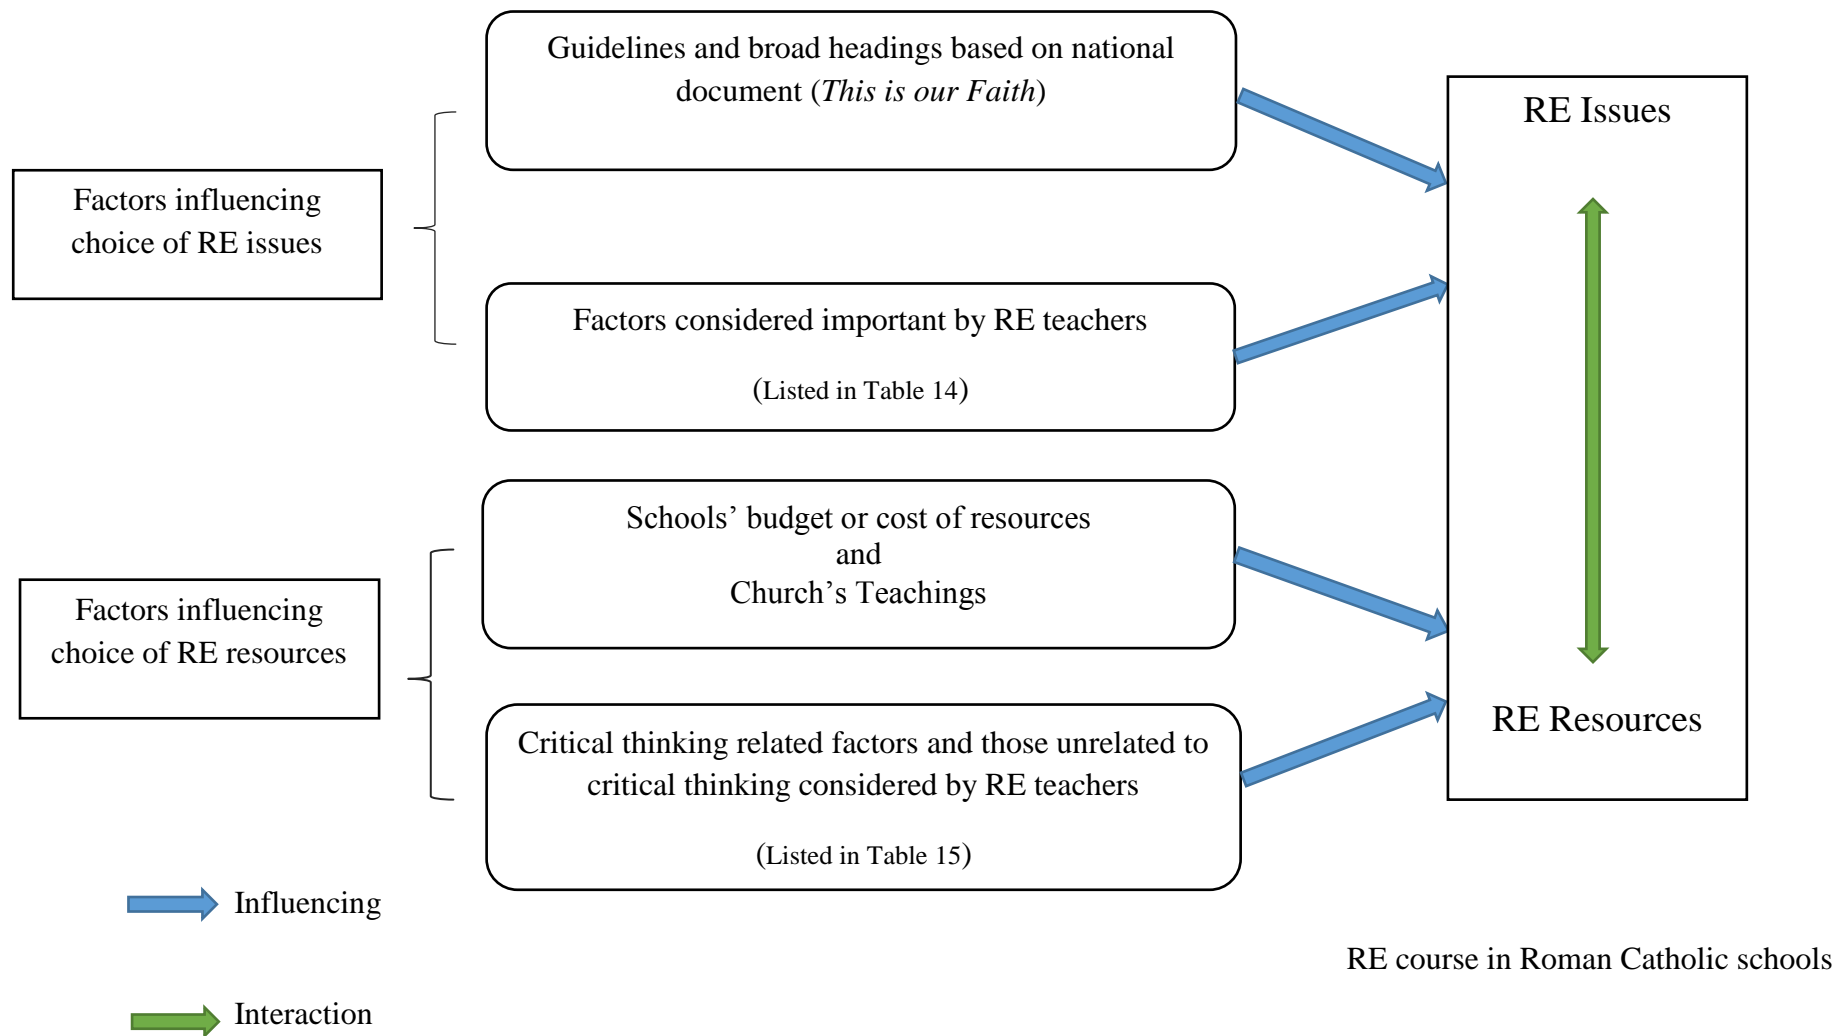 Guidelines and broad headings based on national
document (This is our Faith)
RE Issues
Factors influencing
choice of RE issues
Factors considered important by RE teachers
(Listed in Table 14)
Schools’ budget or cost of resources
and
Church’s Teachings
Factors influencing
choice of RE resources
Critical thinking related factors and those unrelated to
critical thinking considered by RE teachers
(Listed in Table 15)
RE Resources
Influencing
RE course in Roman Catholic schools
Interaction